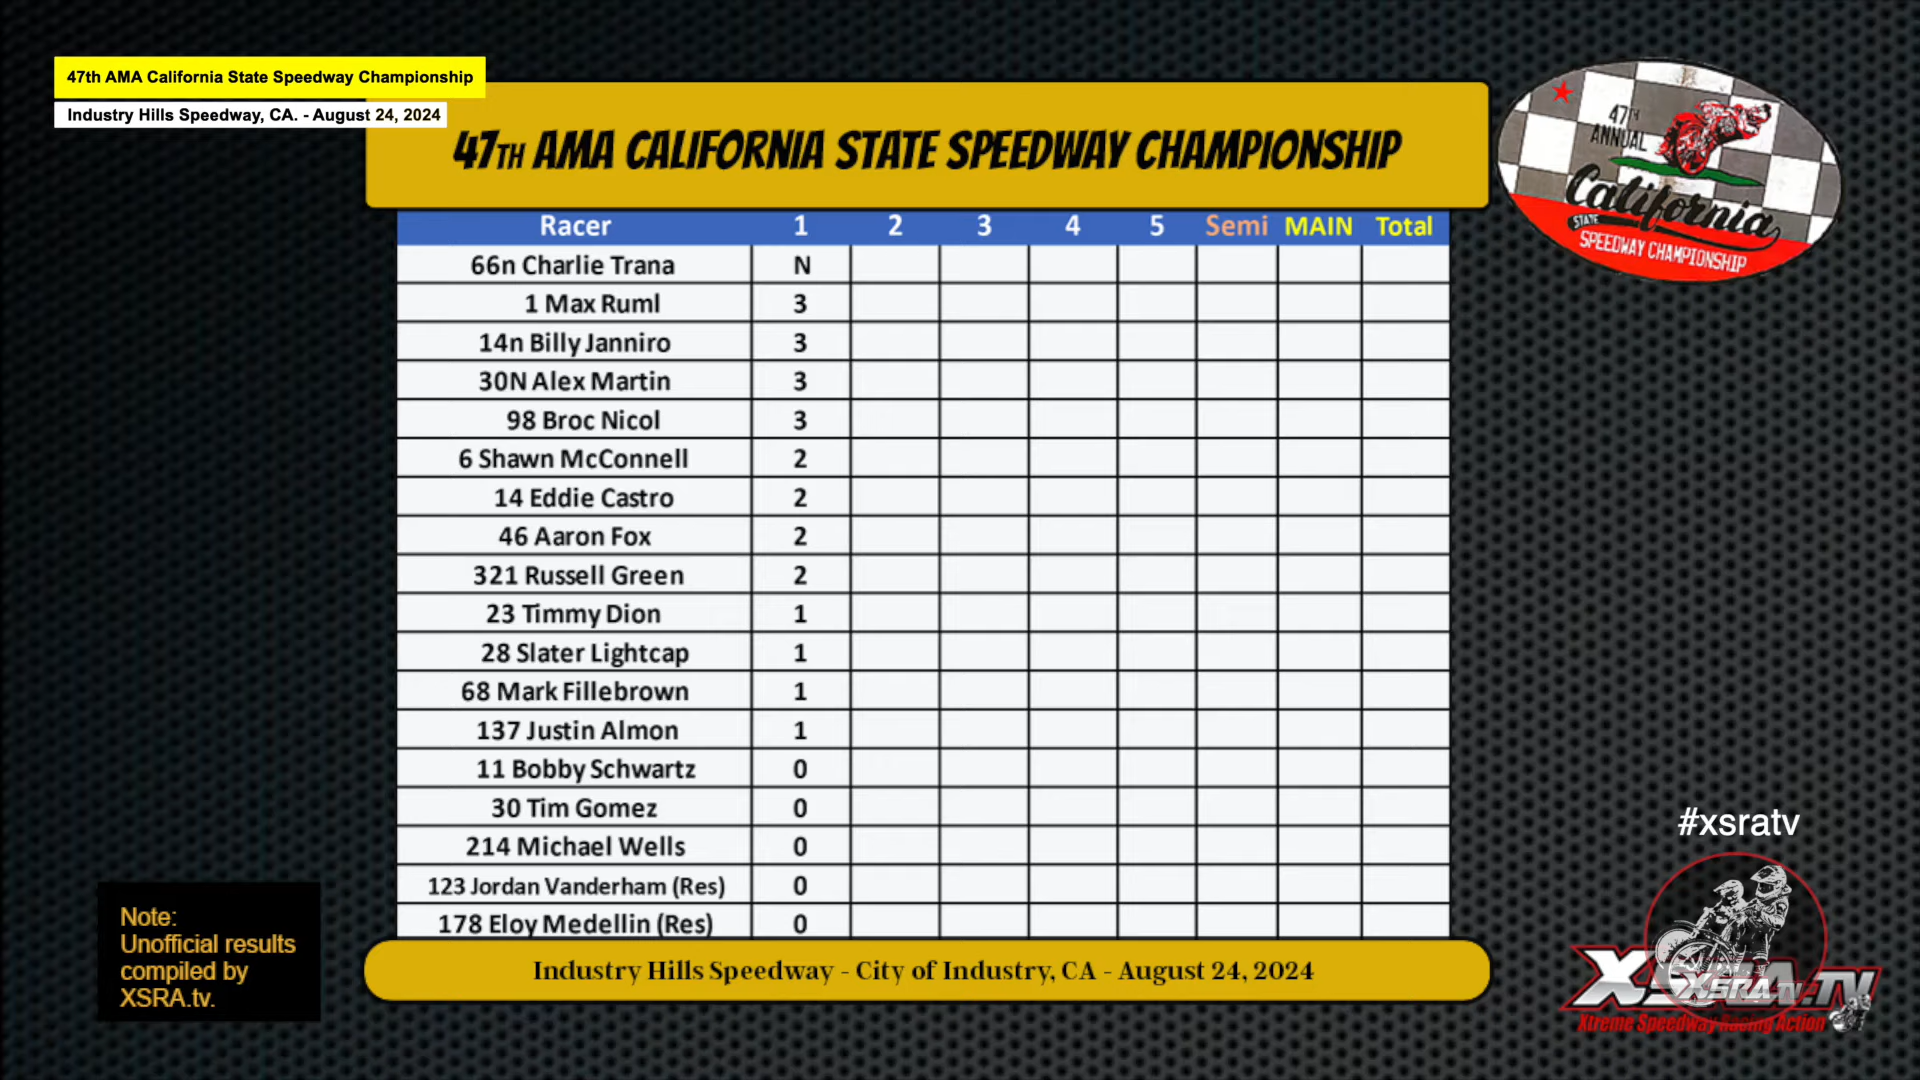 47th AMA California State Speedway Championship
Industry Hills Speedway, CA. - August 24, 2024
47TH AMA CALIFORNIA STATE SPEEDWAY CHAMPIONSHIP
47TH
ANNUAL
California
STATE
SPEEDWAY CHAMPIONSHIP
Racer 1 2 3 4 5 Semi MAIN Total
66n Charlie Trana N
1 Max Ruml 3
14n Billy Janniro 3
30N Alex Martin 3
98 Broc Nicol 3
6 Shawn McConnell 2
14 Eddie Castro 2
46 Aaron Fox 2
321 Russell Green 2
23 Timmy Dion 1
28 Slater Lightcap 1
68 Mark Fillebrown 1
137 Justin Almon 1
11 Bobby Schwartz 0
30 Tim Gomez 0
214 Michael Wells 0
123 Jordan Vanderham (Res) 0
178 Eloy Medellin (Res) 0
Industry Hills Speedway - City of Industry, CA - August 24, 2024
Note:
Unofficial results
compiled by
XSRA.tv.
#xsratv
XSRA.TV
XSRA.TV
Xtreme Speedway Racing Action